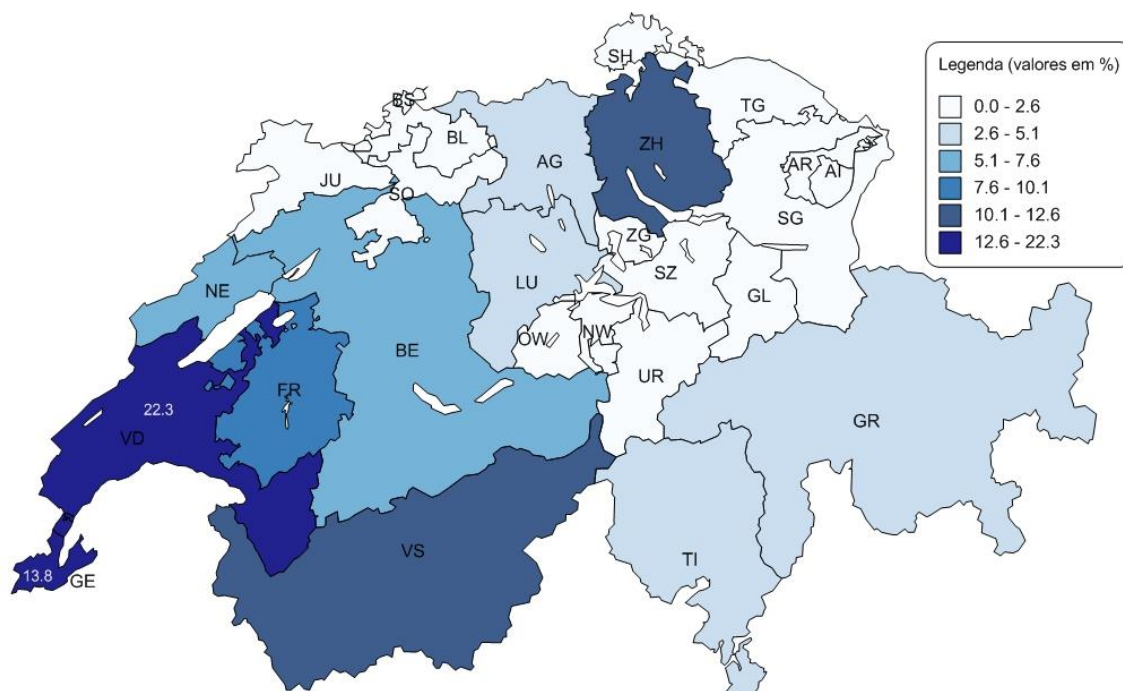 SH
Legenda (valores em %)
0.0 - 2.6
2.6 - 5.1
5.1 - 7.6
7.6 - 10.1
10.1 - 12.6
12.6 - 22.3
BS
TG
BL
ZH
AG
AR
AI
JU
SO
SG
ZG
SZ
LU
NE
GL
OW
NW
BE
UR
FR
22.3
VD
GR
VS
TI
13.8
GE